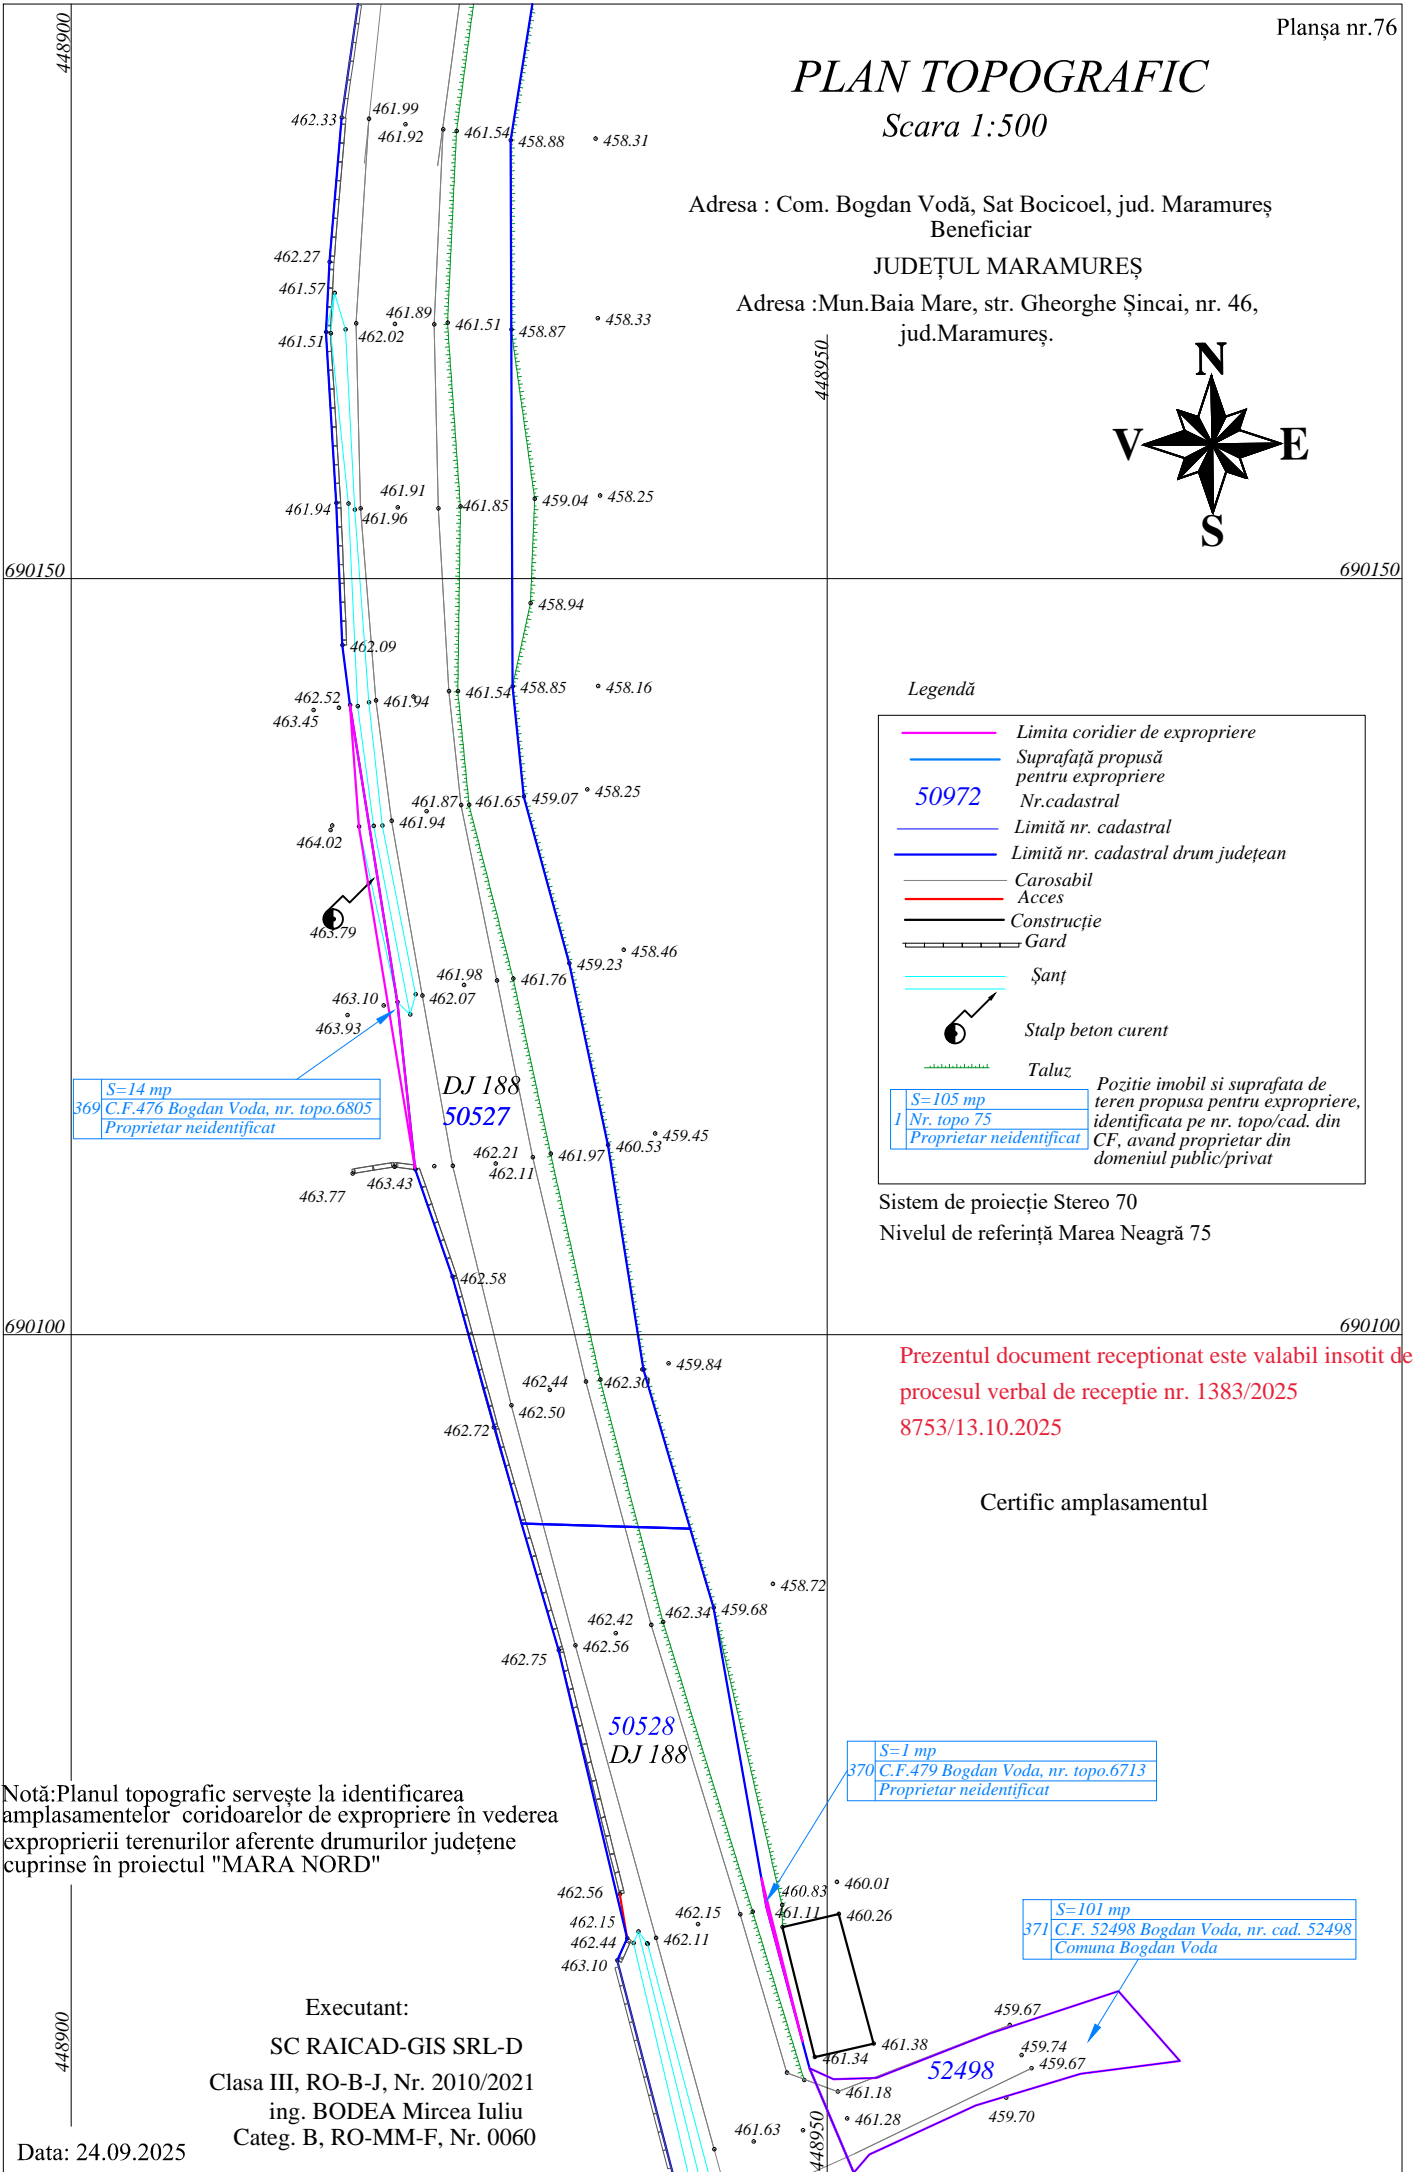 Planșa nr.76
448900
PLAN TOPOGRAFIC
Scara 1:500
Adresa : Com. Bogdan Vodă, Sat Bocicoel, jud. Maramureș
Beneficiar
JUDEȚUL MARAMUREȘ
Adresa :Mun.Baia Mare, str. Gheorghe Șincai, nr. 46,
jud.Maramureș.
448950
N
V
E
S
462.33
461.99
461.92
461.54
458.88
458.31
462.27
461.57
461.51
462.02
461.89
461.51
458.87
458.33
461.94
461.96
461.91
461.85
459.04
458.25
690150
690150
458.94
462.09
462.52
463.45
461.94
461.54
458.85
458.16
464.02
461.94
461.87
461.65
459.07
458.25
463.79
461.98
461.76
459.23
458.46
463.10
463.93
462.07
Legendă
Limita coridier de expropriere
Suprafață propusă
pentru expropriere
50972
Nr.cadastral
Limită nr. cadastral
Limită nr. cadastral drum județean
Carosabil
Acces
Construcție
Gard
Șanț
Stalp beton curent
Taluz
1
S=105 mp
Nr. topo 75
Proprietar neidentificat
Pozitie imobil si suprafata de
teren propusa pentru expropriere,
identificata pe nr. topo/cad. din
CF, avand proprietar din
domeniul public/privat
Sistem de proiecție Stereo 70
Nivelul de referință Marea Neagră 75
369
S=14 mp
C.F.476 Bogdan Voda, nr. topo.6805
Proprietar neidentificat
DJ 188
50527
463.77
463.43
462.21
462.11
461.97
460.53
459.45
462.58
690100
690100
Prezentul document receptionat este valabil insotit de
procesul verbal de receptie nr. 1383/2025
8753/13.10.2025
Certific amplasamentul
462.44
462.50
462.30
459.84
462.72
458.72
462.42
462.56
462.34
459.68
462.75
50528
DJ 188
370
S=1 mp
C.F.479 Bogdan Voda, nr. topo.6713
Proprietar neidentificat
Notă:Planul topografic servește la identificarea
amplasamentelor coridoarelor de expropriere în vederea
exproprierii terenurilor aferente drumurilor județene
cuprinse în proiectul "MARA NORD"
462.56
462.15
462.44
463.10
462.15
462.11
460.83
461.11
460.01
460.26
371
S=101 mp
C.F. 52498 Bogdan Voda, nr. cad. 52498
Comuna Bogdan Voda
461.34
461.38
459.67
459.74
459.67
52498
461.18
459.70
461.28
461.63
448900
448950
Executant:
SC RAICAD-GIS SRL-D
Clasa III, RO-B-J, Nr. 2010/2021
ing. BODEA Mircea Iuliu
Categ. B, RO-MM-F, Nr. 0060
Data: 24.09.2025